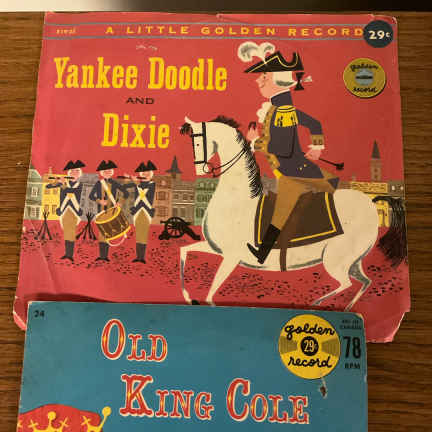 A LITTLE GOLDEN RECORD
29¢
Yankee Doodle
AND
Dixie
golden
record
24
Old
King Cole
golden
29¢
record
78
RPM